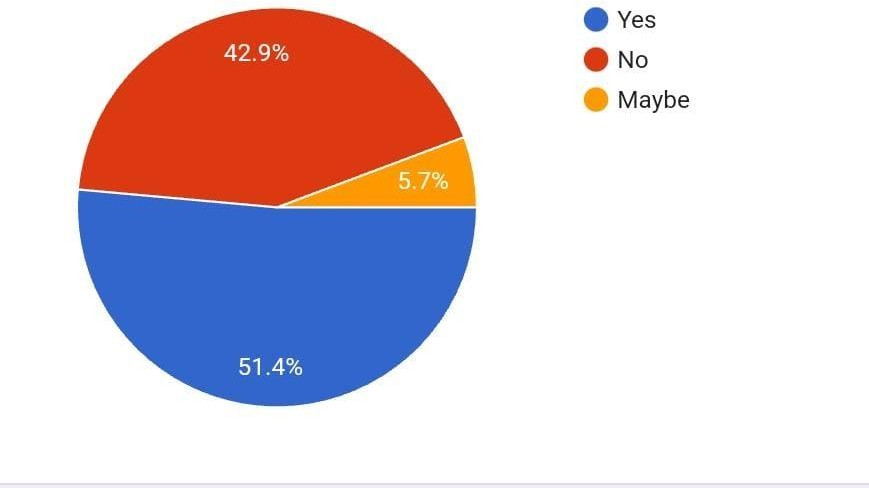 42.9%
5.7%
51.4%
Yes
No
Maybe